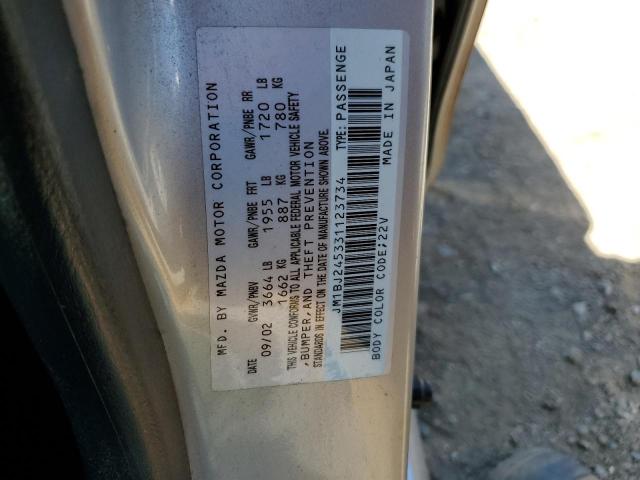 MFD. BY MAZDA MOTOR CORPORATION
DATE GVWR/PNBV GAWR/PNBE FRT GAWR/PNBE RR
09/02 3664 LB 1955 LB 1720 LB
1662 KG 887 KG 780 KG
THIS VEHICLE CONFORMS TO ALL APPLICABLE FEDERAL MOTOR VEHICLE SAFETY
, BUMPER, AND THEFT PREVENTION
STANDARDS IN EFFECT ON THE DATE OF MANUFACTURE SHOWN ABOVE.
JM1BJ245331123734 TYPE: PASSENGE
BODY COLOR CODE;22V MADE IN JAPAN